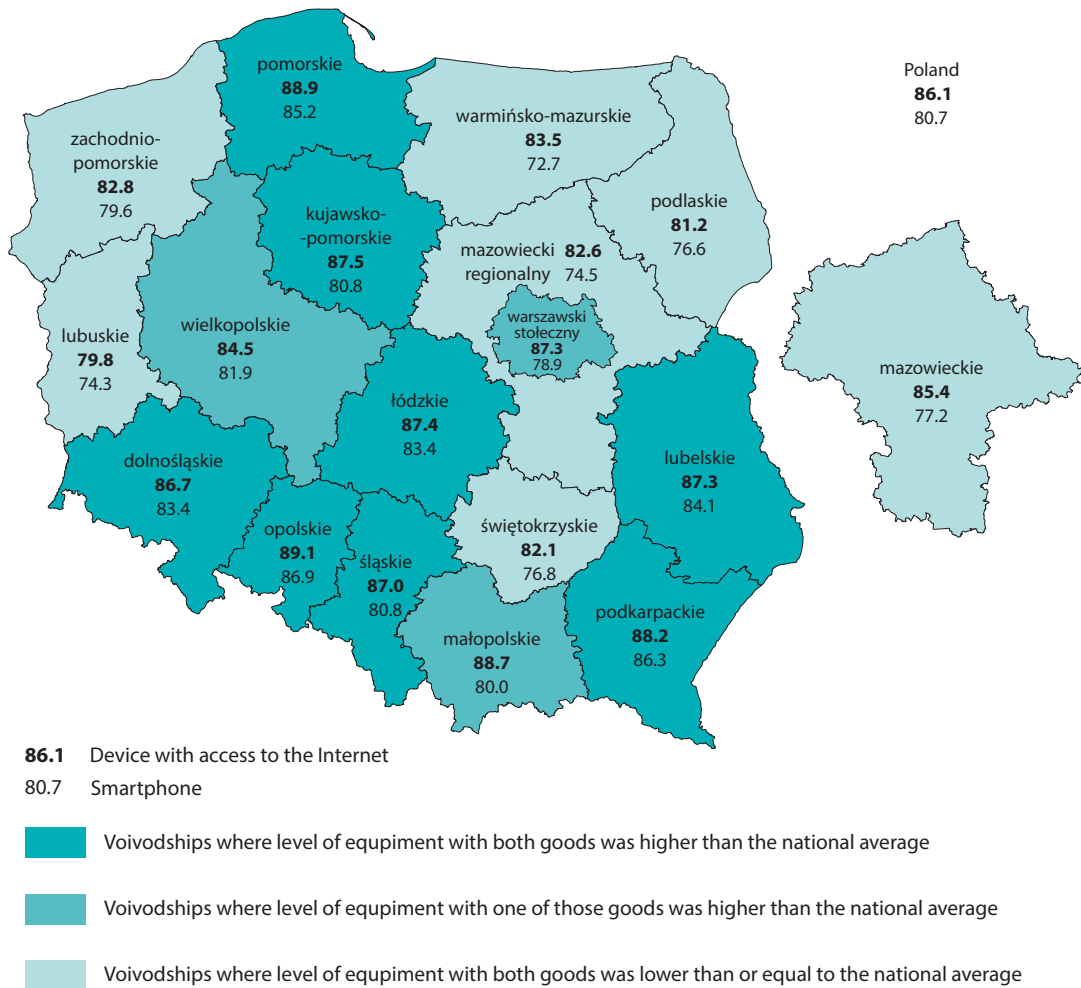 pomorskie
88.9
85.2
Poland
86.1
80.7
warmińsko-mazurskie
83.5
72.7
zachodnio-
pomorskie
82.8
79.6
podlaskie
81.2
76.6
kujawsko-
-pomorskie
87.5
80.8
mazowiecki 82.6
regionalny 74.5
warszawski
stołeczny
87.3
78.9
wielkopolskie
84.5
81.9
lubuskie
79.8
74.3
mazowieckie
85.4
77.2
łódzkie
87.4
83.4
dolnośląskie
86.7
83.4
lubelskie
87.3
84.1
opolskie
89.1
86.9
śląskie
87.0
80.8
świętokrzyskie
82.1
76.8
podkarpackie
88.2
86.3
małopolskie
88.7
80.0
86.1 Device with access to the Internet
80.7 Smartphone
Voivodships where level of equpiment with both goods was higher than the national average
Voivodships where level of equpiment with one of those goods was higher than the national average
Voivodships where level of equpiment with both goods was lower than or equal to the national average